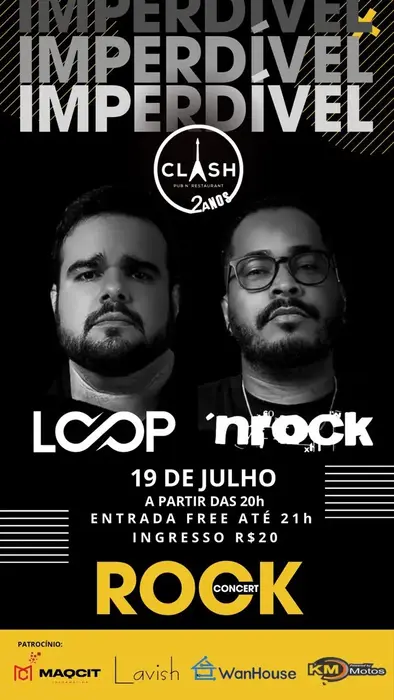 IMPERDÍVEL
IMPERDÍVEL
IMPERDÍVEL
CLASH
PUB N' RESTAURANT
2 ANOS
LOOP
'nrock
19 DE JULHO
A PARTIR DAS 20h
ENTRADA FREE ATÉ 21h
INGRESSO R$20
ROCK
CONCERT
PATROCÍNIO:
MAQCIT
Lavish
WanHouse
KM Motos